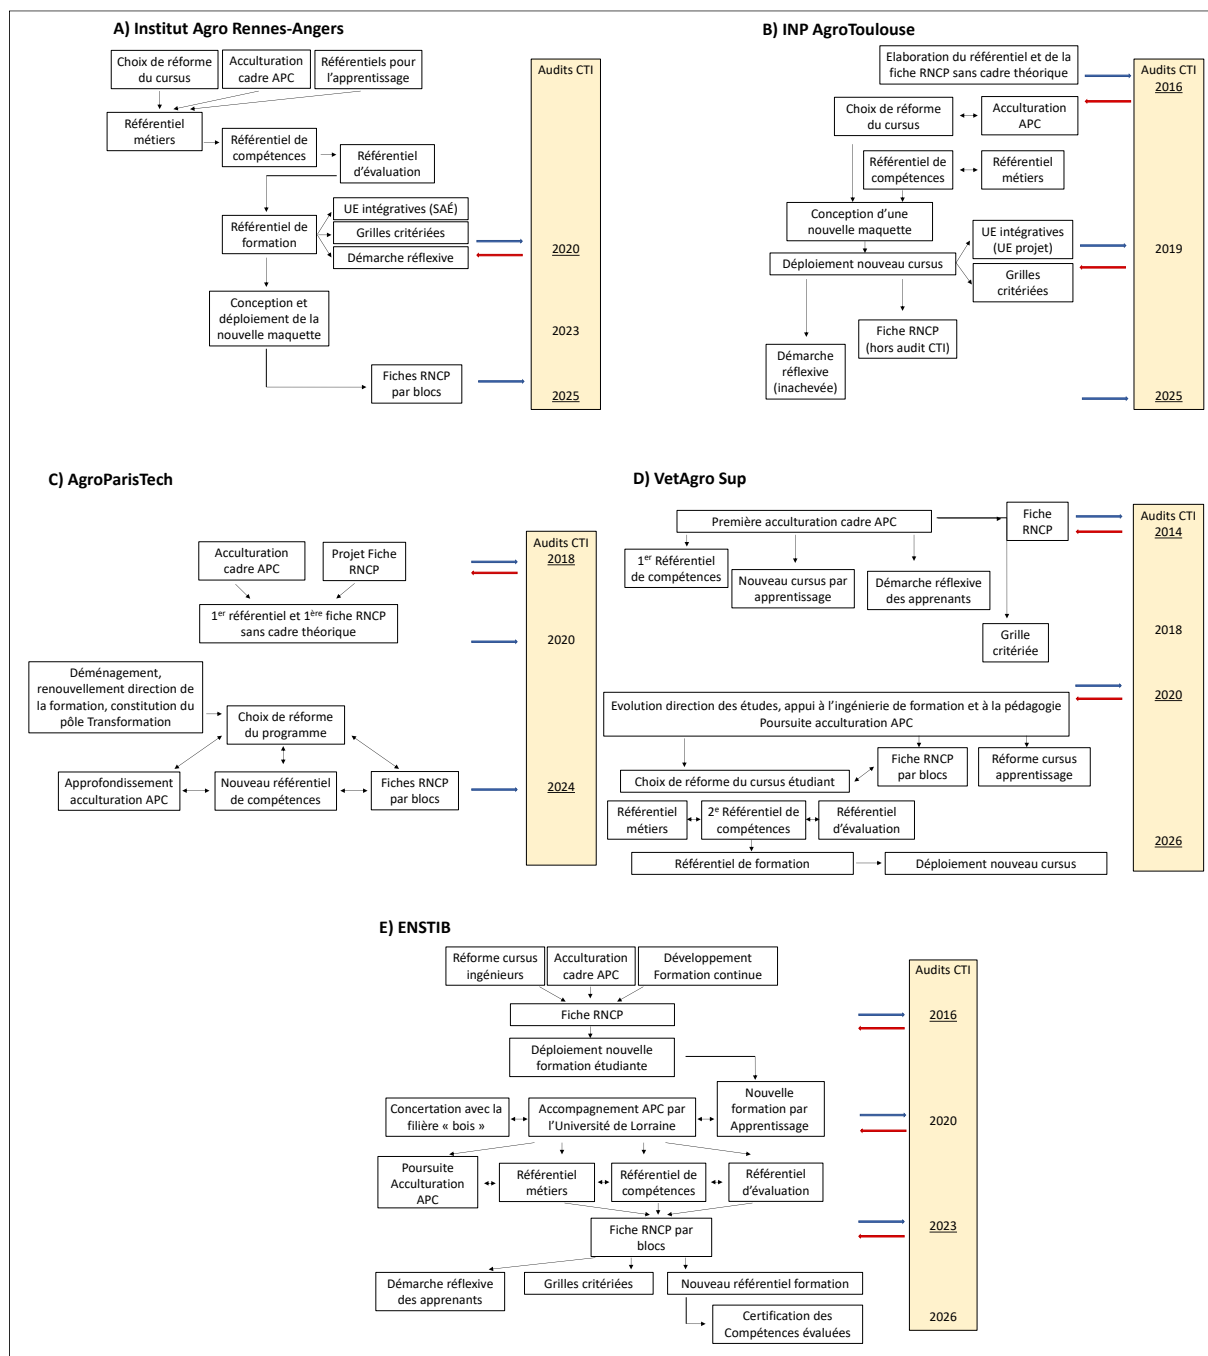 A) Institut Agro Rennes-Angers
Choix de réforme
du cursus
Acculturation
cadre APC
Référentiels pour
l'apprentissage
Référentiel
métiers
Référentiel de
compétences
Référentiel
d'évaluation
Référentiel de
formation
UE intégratives (SAÉ)
Grilles critériées
Démarche réflexive
Conception et
déploiement de la
nouvelle maquette
Fiches RNCP
par blocs
Audits CTI
2020
2023
2025
B) INP AgroToulouse
Elaboration du référentiel et de la
fiche RNCP sans cadre théorique
Choix de réforme
du cursus
Acculturation
APC
Référentiel de
compétences
Référentiel
métiers
Conception d'une
nouvelle maquette
Déploiement nouveau cursus
UE intégratives
(UE projet)
Grilles
critériées
Fiche RNCP
(hors audit CTI)
Démarche
réflexive
(inachevée)
Audits CTI
2016
2019
2025
C) AgroParisTech
Acculturation
cadre APC
Projet Fiche
RNCP
1er référentiel et 1ère fiche RNCP
sans cadre théorique
Déménagement,
renouvellement direction de
la formation, constitution du
pôle Transformation
Choix de réforme
du programme
Approfondissement
acculturation APC
Nouveau référentiel
de compétences
Fiches RNCP
par blocs
Audits CTI
2018
2020
2024
D) VetAgro Sup
Première acculturation cadre APC
Fiche
RNCP
1er Référentiel
de compétences
Nouveau cursus par
apprentissage
Démarche réflexive
des apprenants
Grille
critériée
Evolution direction des études, appui à l'ingénierie de formation et à la pédagogie
Poursuite acculturation APC
Choix de réforme du cursus étudiant
Fiche RNCP
par blocs
Réforme cursus
apprentissage
Référentiel
métiers
2e Référentiel de
compétences
Référentiel
d'évaluation
Référentiel de formation
Déploiement nouveau cursus
Audits CTI
2014
2018
2020
2026
E) ENSTIB
Réforme cursus
ingénieurs
Acculturation
cadre APC
Développement
Formation continue
Fiche RNCP
Déploiement nouvelle
formation étudiante
Concertation avec la
filière « bois »
Accompagnement APC par
l'Université de Lorraine
Nouvelle
formation par
Apprentissage
Poursuite
Acculturation
APC
Référentiel
métiers
Référentiel de
compétences
Référentiel
d'évaluation
Fiche RNCP par
blocs
Démarche réflexive
des apprenants
Grilles critériées
Nouveau référentiel formation
Certification des
Compétences évaluées
Audits CTI
2016
2020
2023
2026